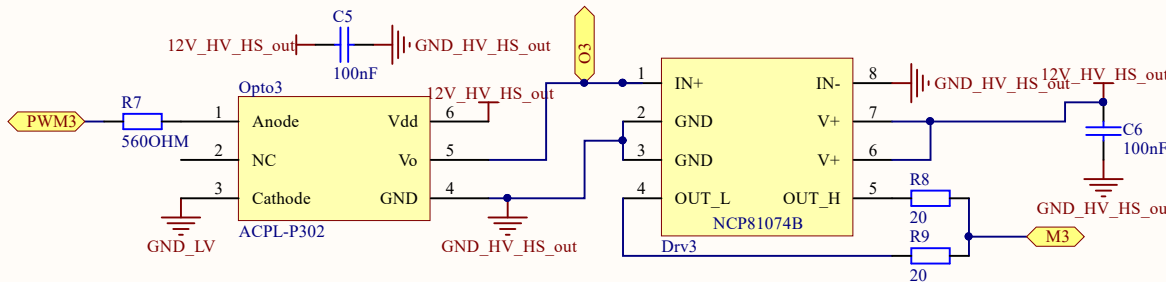 C5
12V_HV_HS_out
GND_HV_HS_out
100nF
O3
Opto3
12V_HV_HS_out
R7
PWM3
560OHM
1
Anode
Vdd
6
2
NC
Vo
5
3
Cathode
GND
4
GND_LV
ACPL-P302
GND_HV_HS_out
1
IN+
IN-
8
GND_HV_HS_out
12V_HV_HS_out
2
GND
V+
7
3
GND
V+
6
4
OUT_L
OUT_H
5
NCP81074B
Drv3
C6
100nF
GND_HV_HS_out
R8
20
R9
20
M3